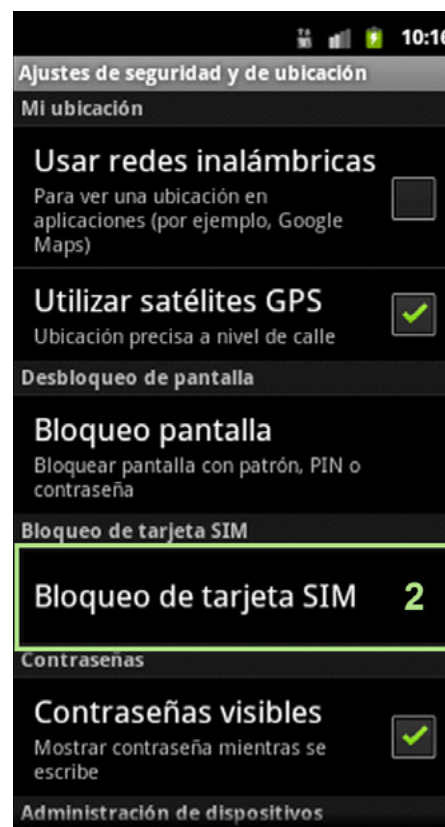 10:16
Ajustes de seguridad y de ubicación
Mi ubicación
Usar redes inalámbricas
Para ver una ubicación en
aplicaciones (por ejemplo, Google
Maps)
Utilizar satélites GPS
Ubicación precisa a nivel de calle
Desbloqueo de pantalla
Bloqueo pantalla
Bloquear pantalla con patrón, PIN o
contraseña
Bloqueo de tarjeta SIM
Bloqueo de tarjeta SIM 2
Contraseñas
Contraseñas visibles
Mostrar contraseña mientras se
escribe
Administración de dispositivos